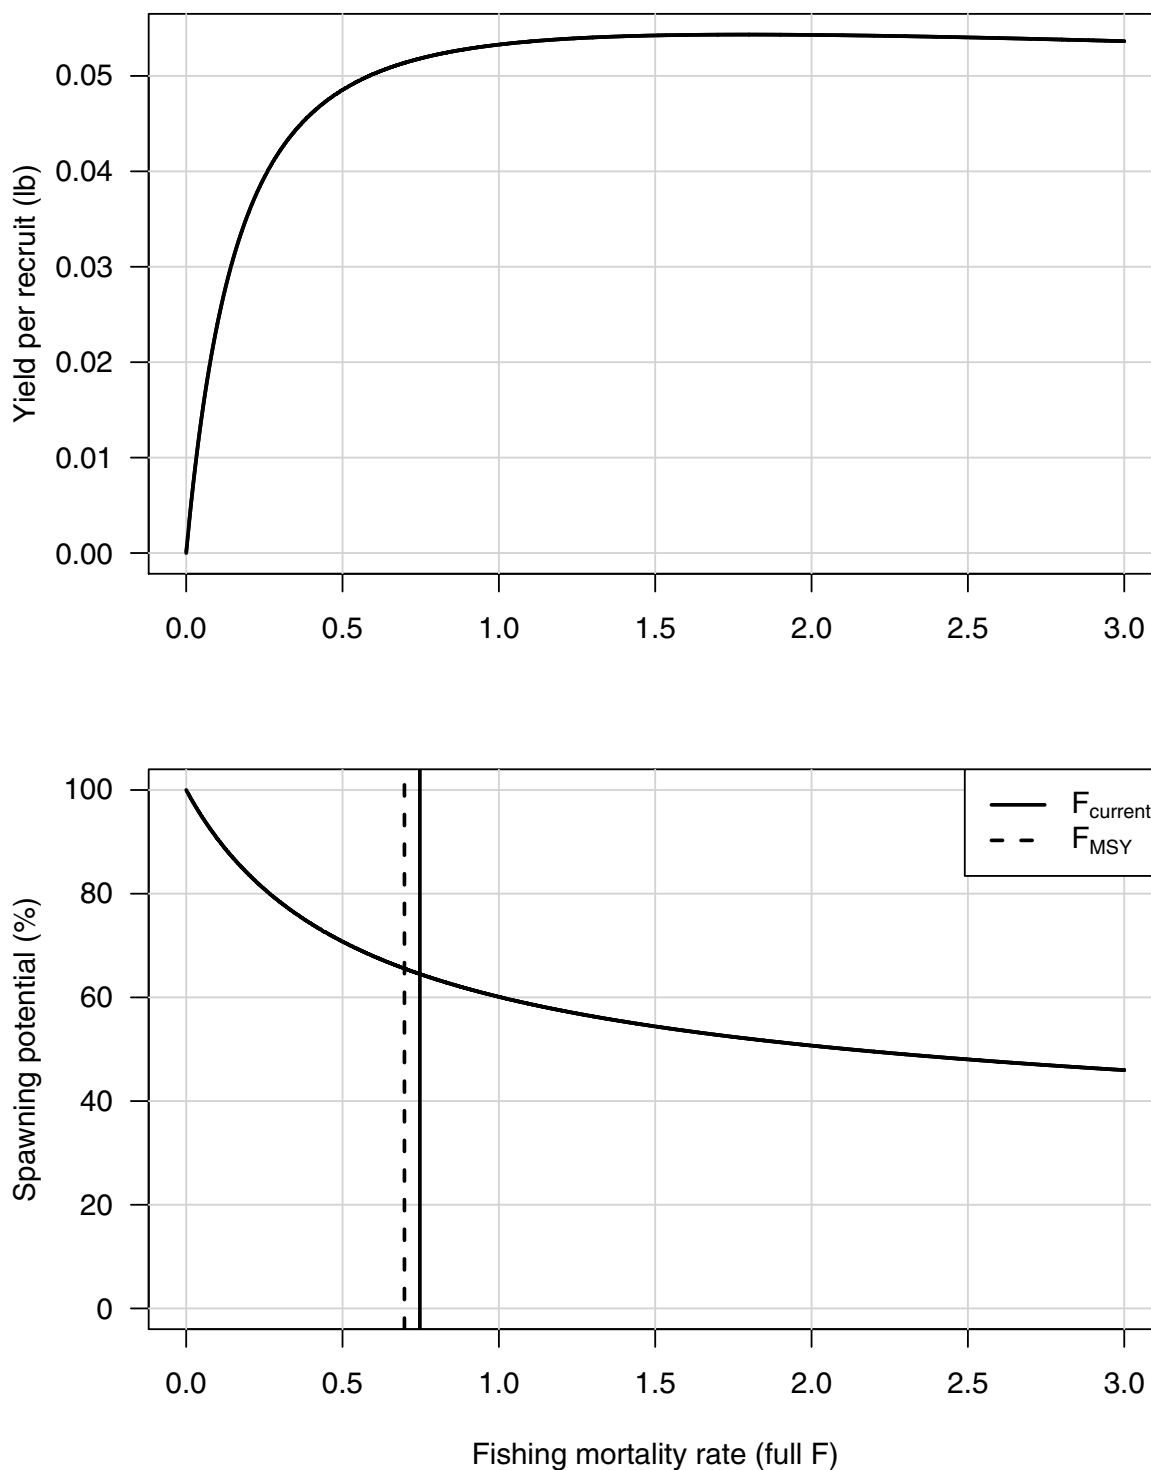 Yield per recruit (lb)
0.05
0.04
0.03
0.02
0.01
0.00
0.0 0.5 1.0 1.5 2.0 2.5 3.0
Spawning potential (%)
100
80
60
40
20
0
F_current
F_MSY
0.0 0.5 1.0 1.5 2.0 2.5 3.0
Fishing mortality rate (full F)